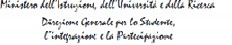 Ministero dell'Istruzione, dell'Università e della Ricerca
Direzione Generale per lo Studente,
l'integrazione e la Partecipazione